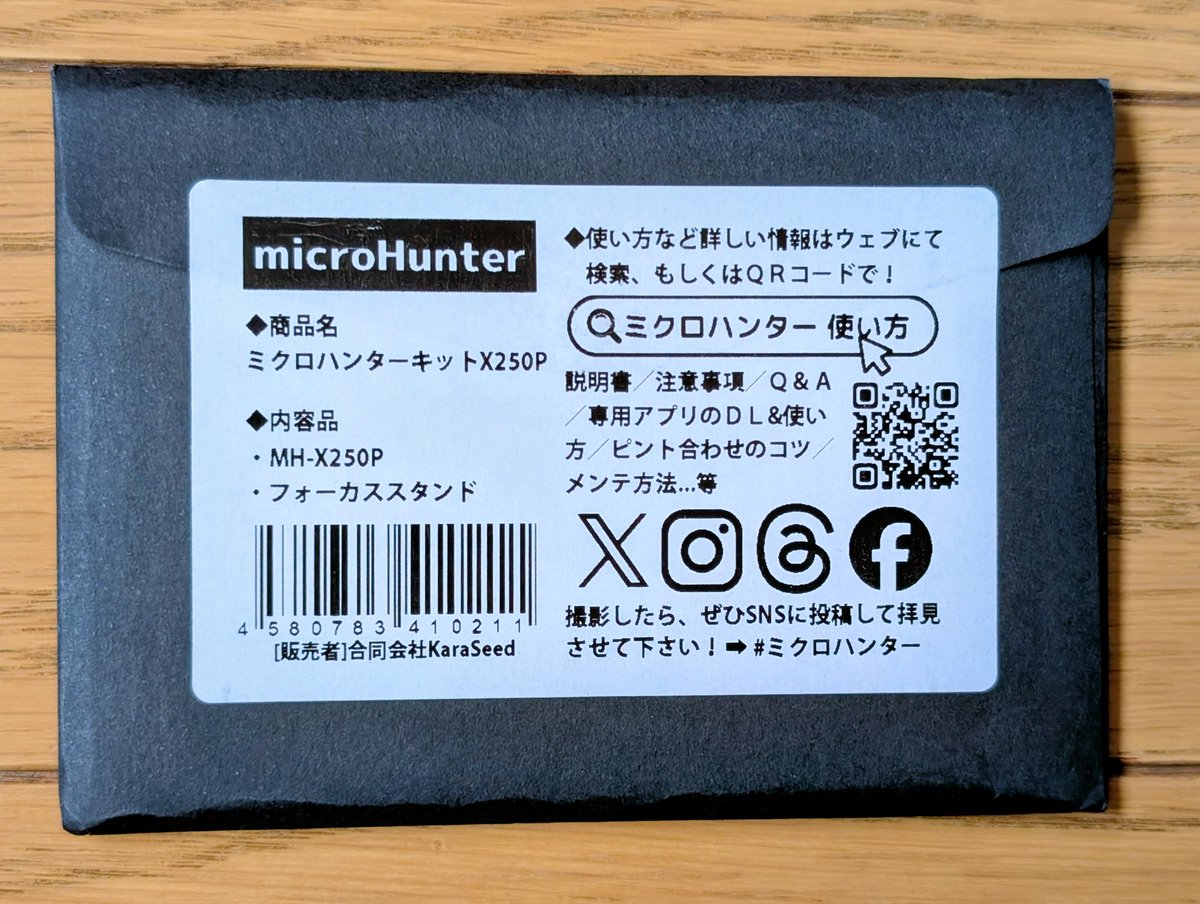 microHunter
◆商品名
ミクロハンターキットX250P
◆内容品
・MH-X250P
・フォーカススタンド
4580783410211
[販売者]合同会社KaraSeed
◆使い方など詳しい情報はウェブにて
検索、もしくはＱＲコードで！
ミクロハンター 使い方
説明書／注意事項／Ｑ＆Ａ
／専用アプリのＤＬ&使い
方／ピント合わせのコツ／
メンテ方法...等
撮影したら、ぜひSNSに投稿して拝見
させて下さい！➡#ミクロハンター